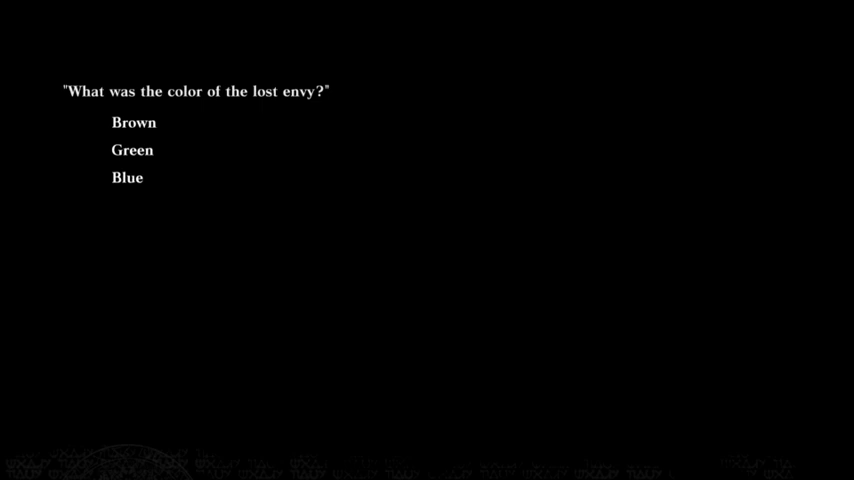 "What was the color of the lost envy?"
Brown
Green
Blue